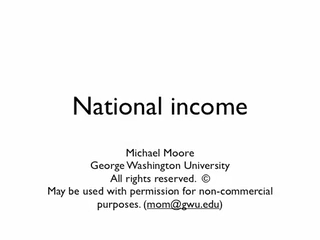 National income
Michael Moore
George Washington University
All rights reserved. ©
May be used with permission for non-commercial
purposes. (mom@gwu.edu)